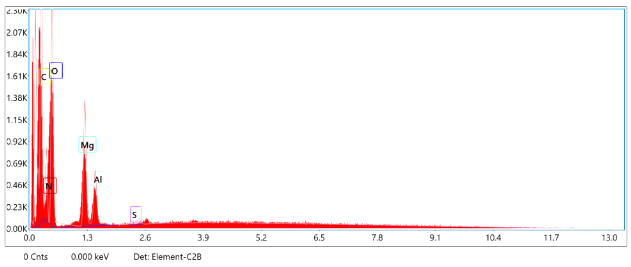 2.30K
2.07K
1.84K
1.61K
1.38K
1.15K
0.92K
0.69K
0.46K
0.23K
0.00K
C
O
N
Mg
Al
S
0.0 1.3 2.6 3.9 5.2 6.5 7.8 9.1 10.4 11.7 13.0
0 Cnts 0.000 keV Det: Element-C2B